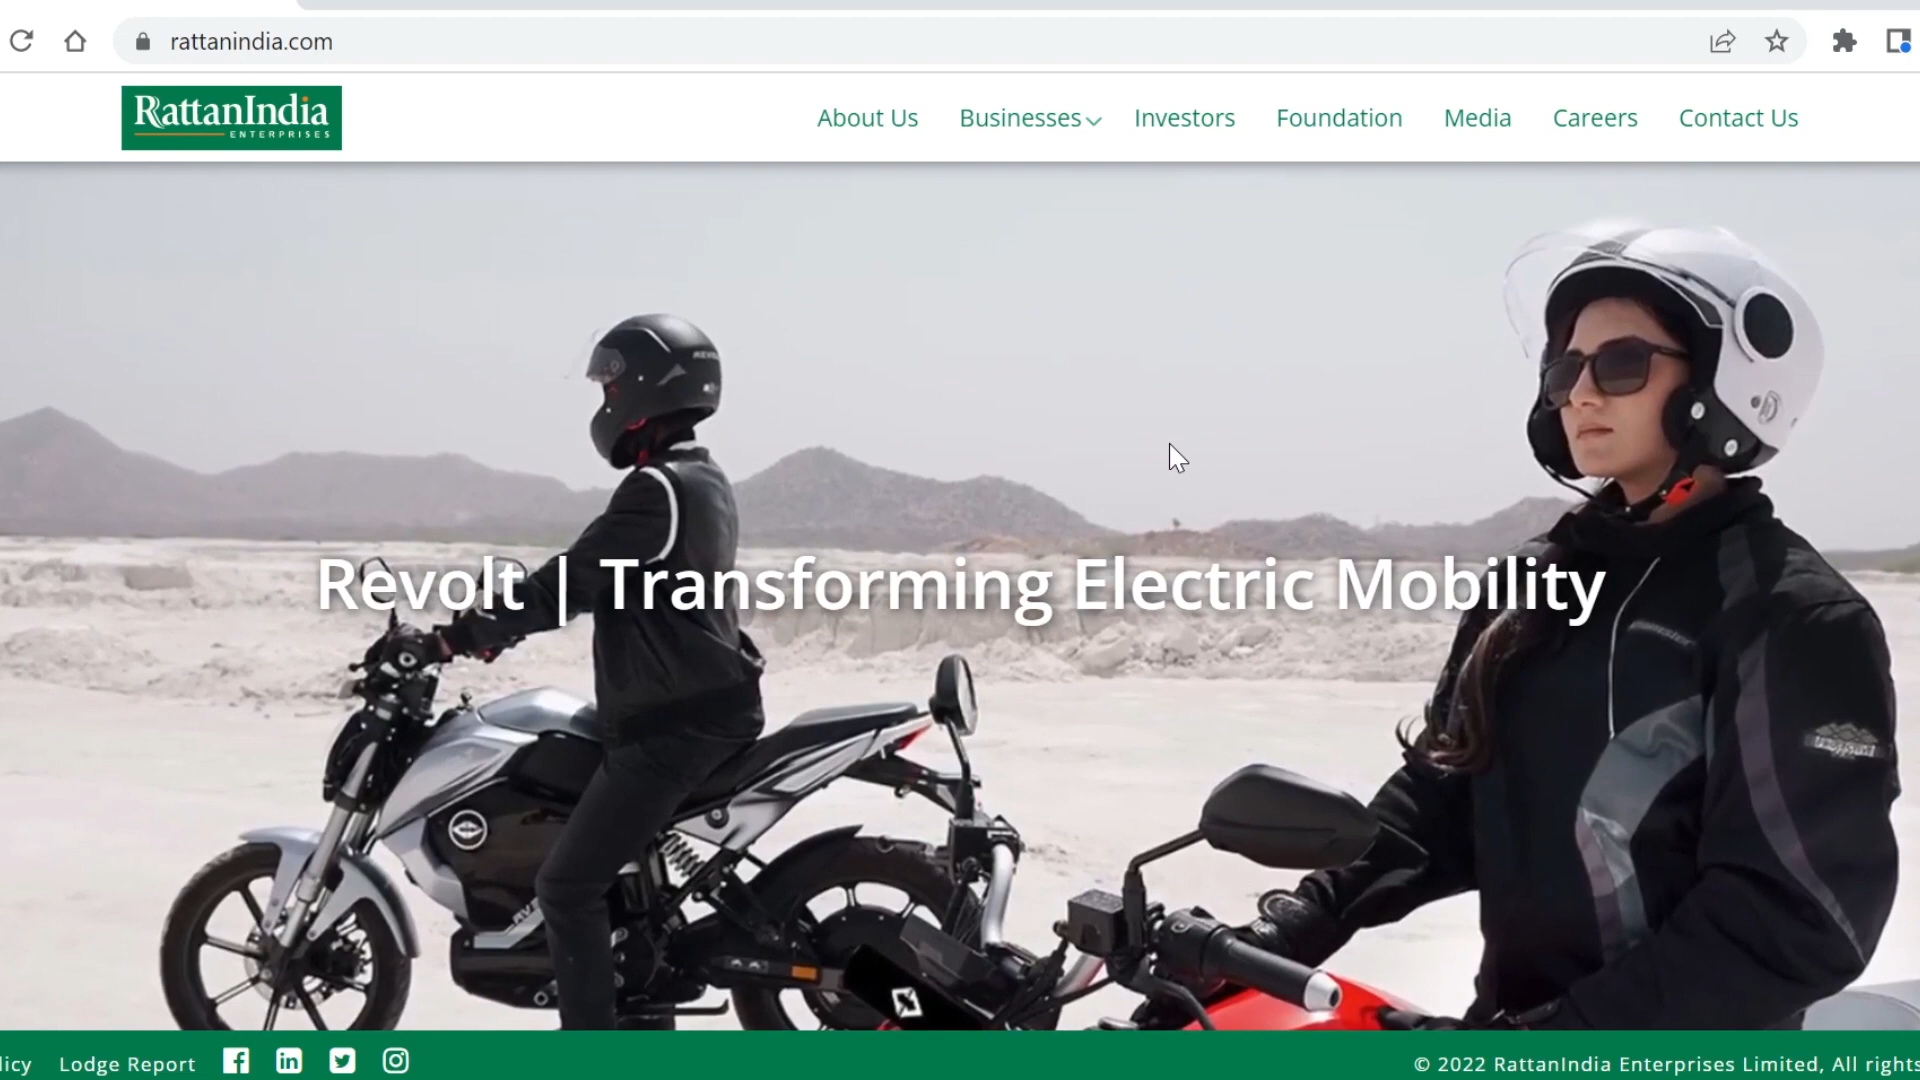 rattanindia.com
RattanIndia
ENTERPRISES
About Us Businesses Investors Foundation Media Careers Contact Us
Revolt | Transforming Electric Mobility
licy Lodge Report
© 2022 RattanIndia Enterprises Limited, All rights